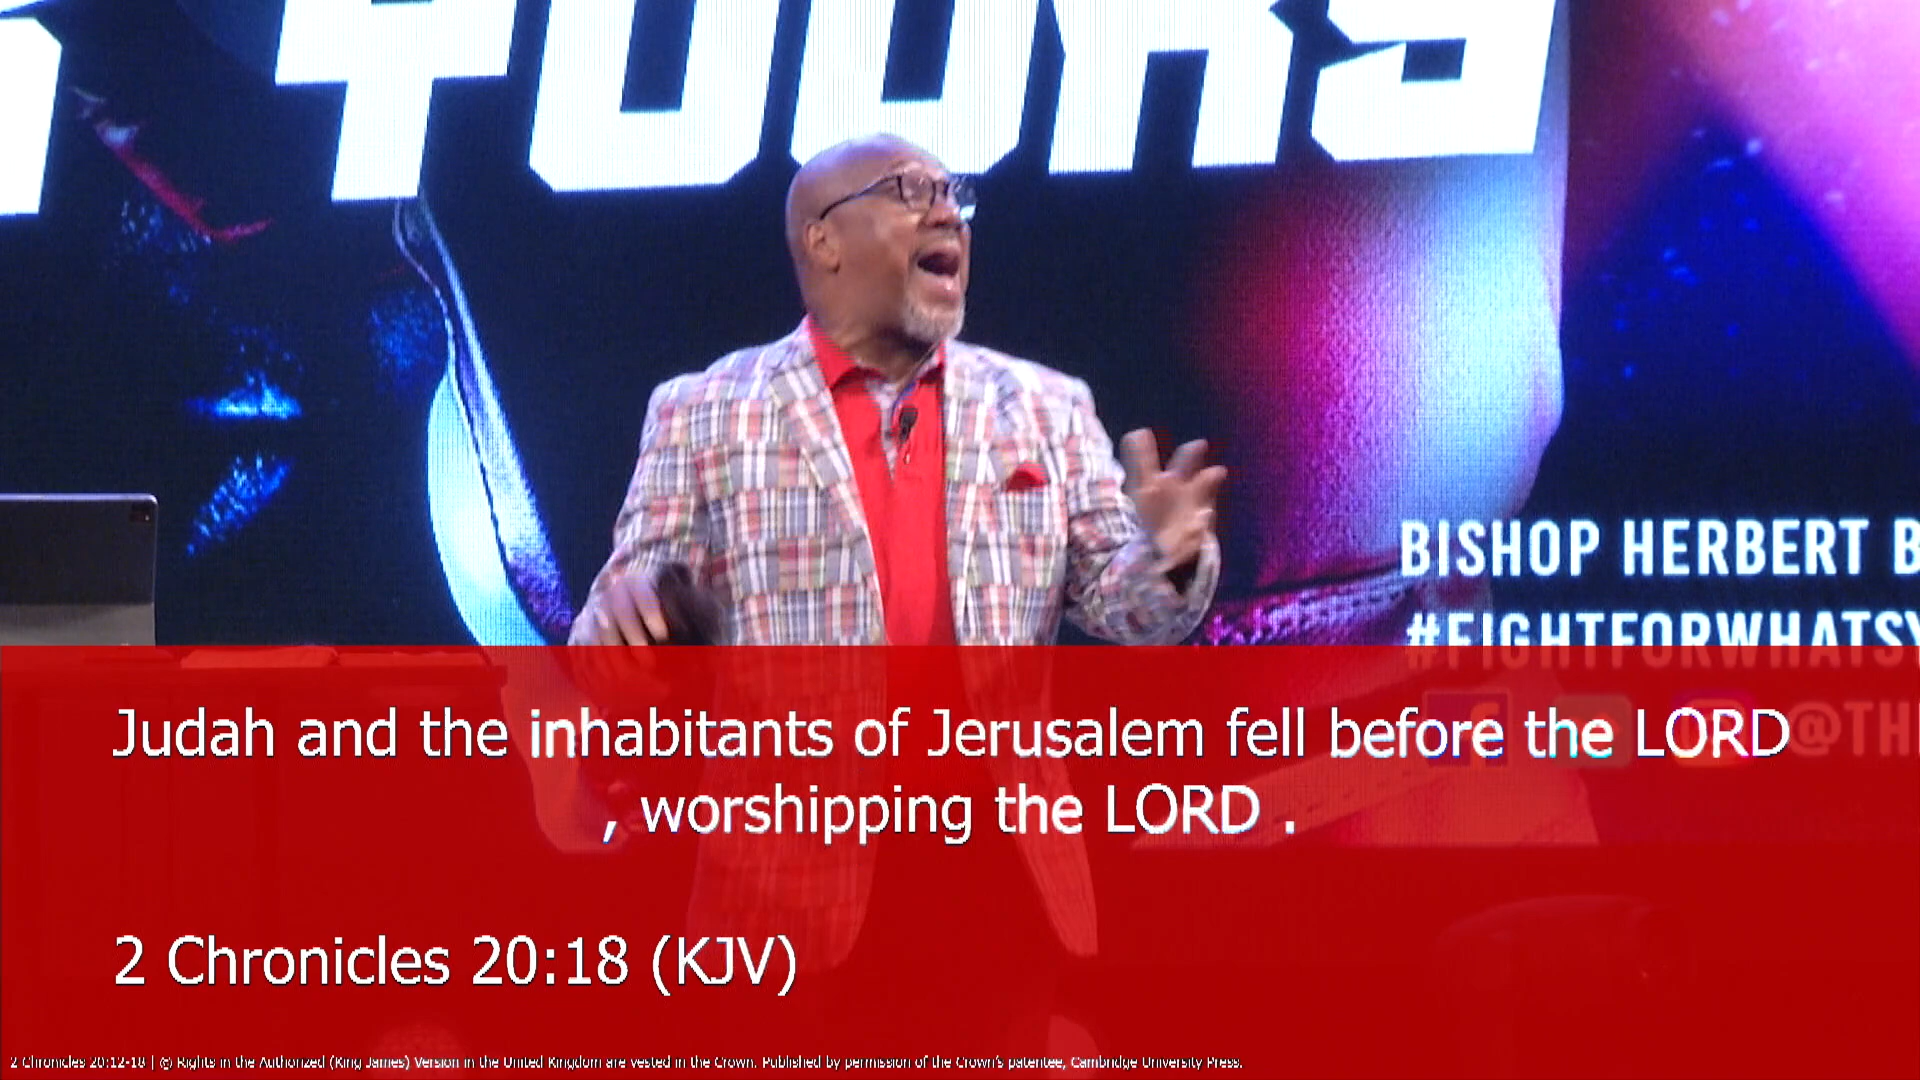 YOURS
BISHOP HERBERT B
#FIGHTFORWHATSY
@TH
Judah and the inhabitants of Jerusalem fell before the LORD
, worshipping the LORD .
2 Chronicles 20:18 (KJV)
2 Chronicles 20:12-18 | © Rights in the Authorized (King James) Version in the United Kingdom are vested in the Crown. Published by permission of the Crown's patentee, Cambridge University Press.